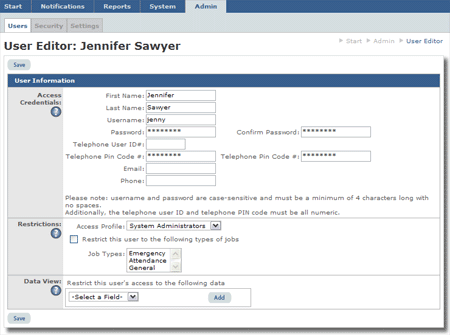 Start Notifications Reports System Admin
Users Security Settings
User Editor: Jennifer Sawyer
Start Admin User Editor
Save
User Information
Access Credentials:
First Name: Jennifer
Last Name: Sawyer
Username: jenny
Password: ******** Confirm Password: ********
Telephone User ID#:
Telephone Pin Code #: ******** Telephone Pin Code #: ********
Email:
Phone:
Please note: username and password are case-sensitive and must be a minimum of 4 characters long with
no spaces.
Additionally, the telephone user ID and telephone PIN code must be all numeric.
Restrictions:
Access Profile: System Administrators
Restrict this user to the following types of jobs
Job Types: Emergency
Attendance
General
Data View:
Restrict this user's access to the following data
-Select a Field- Add
Save